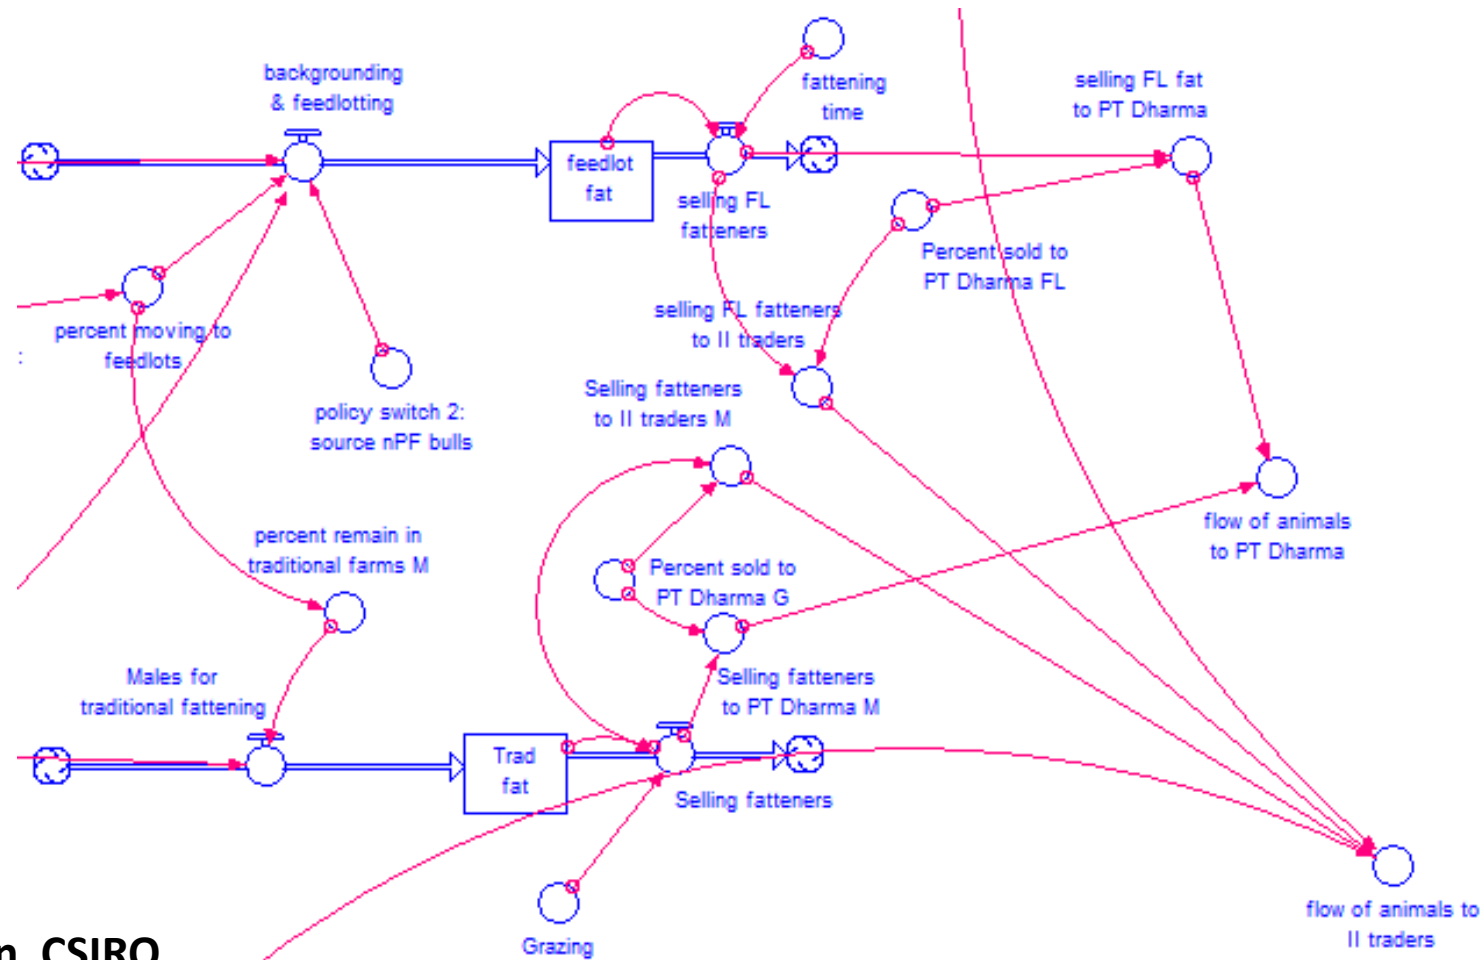 backgrounding
& feedlotting
fattening
time
selling FL fat
to PT Dharma
feedlot
fat
selling FL
fatteners
Percent sold to
PT Dharma FL
percent moving to
feedlots
:
selling FL fatteners
to II traders
policy switch 2:
source nPF bulls
Selling fatteners
to II traders M
flow of animals
to PT Dharma
percent remain in
traditional farms M
Percent sold to
PT Dharma G
Males for
traditional fattening
Selling fatteners
to PT Dharma M
Trad
fat
Selling fatteners
Grazing
flow of animals to
II traders
n, CSIRO